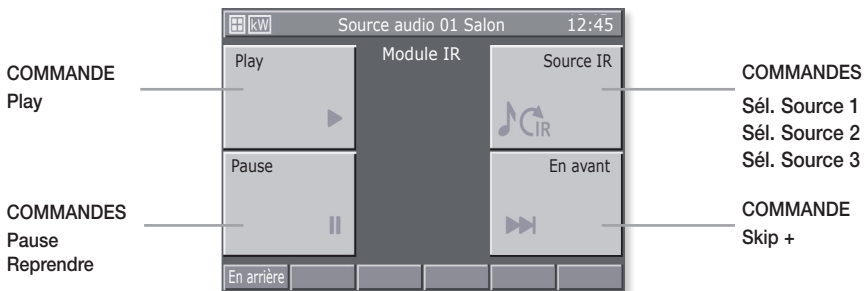 kW Source audio 01 Salon 12:45
Module IR
COMMANDE
Play
Play
Source IR
IR
COMMANDES
Sél. Source 1
Sél. Source 2
Sél. Source 3
COMMANDES
Pause
Reprendre
Pause
En avant
COMMANDE
Skip +
En arrière